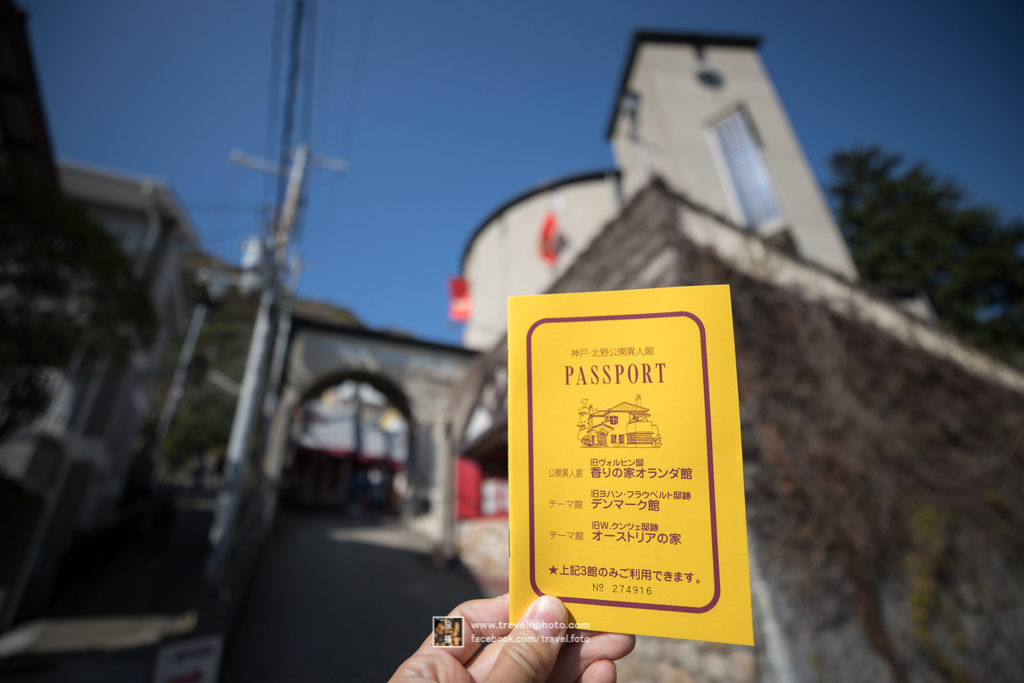 神戸・北野公開異人館
PASSPORT
旧ヴォルヒン邸
公開異人館 香りの家オランダ館
旧ヨハン・フラウベルト邸跡
テーマ館 デンマーク館
旧W.クンツェ邸跡
テーマ館 オーストリアの家
★上記3館のみご利用できます。
№ 274916
www.travelnphoto.com
facebook.com/travel.foto